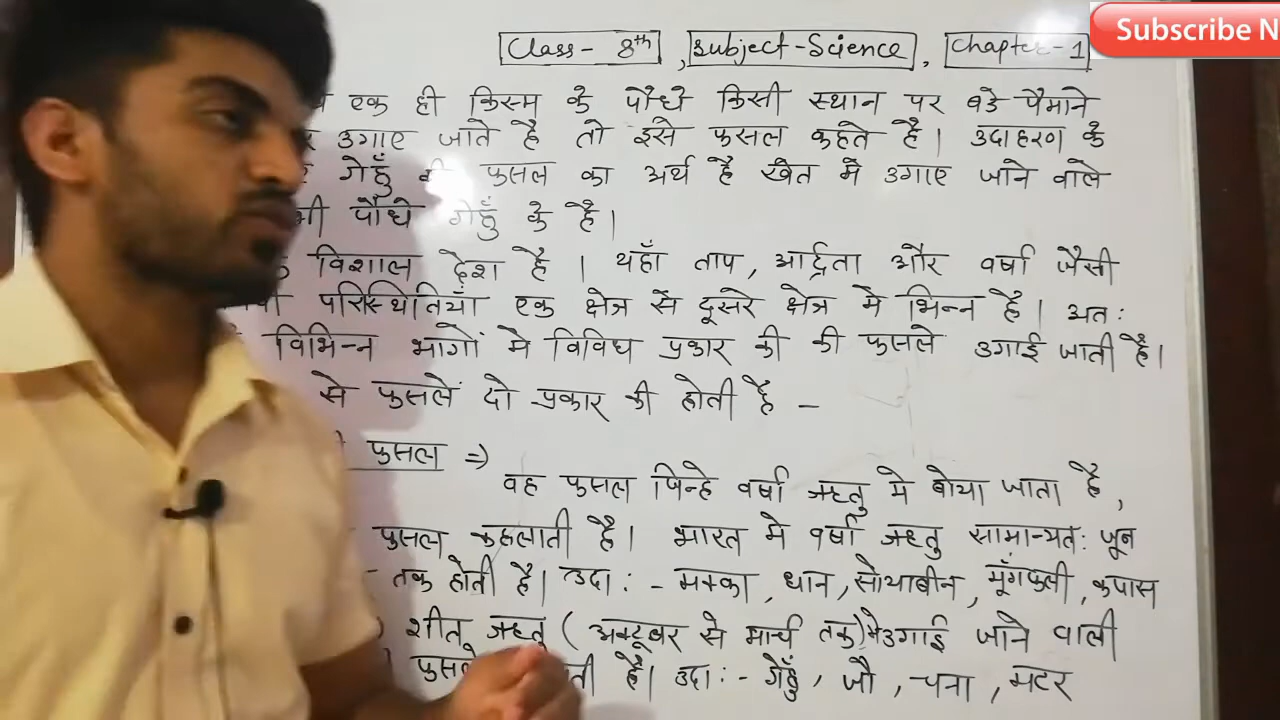 Class - 8th, Subject - Science, Chapter - 1
Subscribe N
एक ही किस्म के पौधे किसी स्थान पर बडे पैमाने
उगाए जाते है तो इसे फसल कहते है। उदाहरण के
गेहुँ की फसल का अर्थ है खेत मे उगाए जाने वाले
पौधे गेहुँ के है।
विशाल देश है। यहाँ ताप, आर्द्रता और वर्षा जैसी
परिस्थितियाँ एक क्षेत्र से दूसरे क्षेत्र मे भिन्न है। अत:
विभिन्न भागों मे विविध प्रकार की की फसले उगाई जाती है।
से फसलें दो प्रकार की होती है -
फसल =>
वह फसल जिन्हे वर्षा ऋतु मे बोया जाता है,
फसल कहलाती है। भारत मे वर्षा ऋतु सामान्यत: जून
तक होती है। उदा: - मक्का, धान, सोयाबीन, मूँगफली, कपास
शीत ऋतु (अक्टूबर से मार्च तक) मे उगाई जाने वाली
फसले है। उदा: - गेहुँ, जौ, चना, मटर